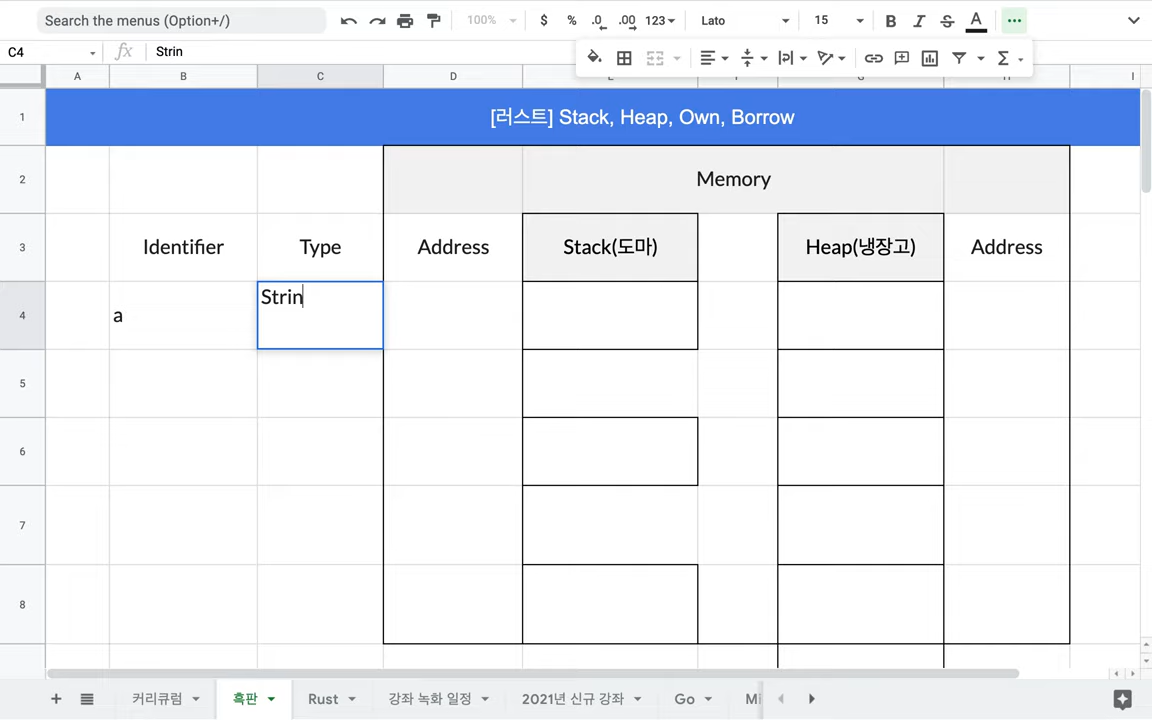 Search the menus (Option+/)
100%
$ % .0 .00 123
Lato
15
B I S A
C4
fx
Strin
A B C D E F G H I
1
[러스트] Stack, Heap, Own, Borrow
2
Memory
3
Identifier
Type
Address
Stack(도마)
Heap(냉장고)
Address
4
a
Strin
5
6
7
8
커리큐럼
흑판
Rust
강좌 녹화 일정
2021년 신규 강좌
Go
Mi